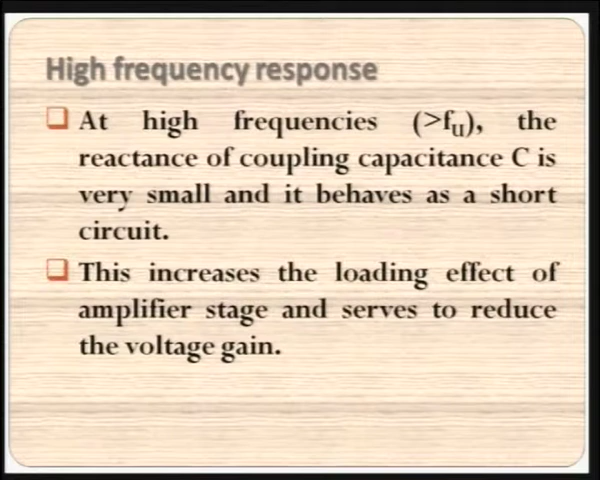 High frequency response
At high frequencies (>fu), the
reactance of coupling capacitance C is
very small and it behaves as a short
circuit.
This increases the loading effect of
amplifier stage and serves to reduce
the voltage gain.